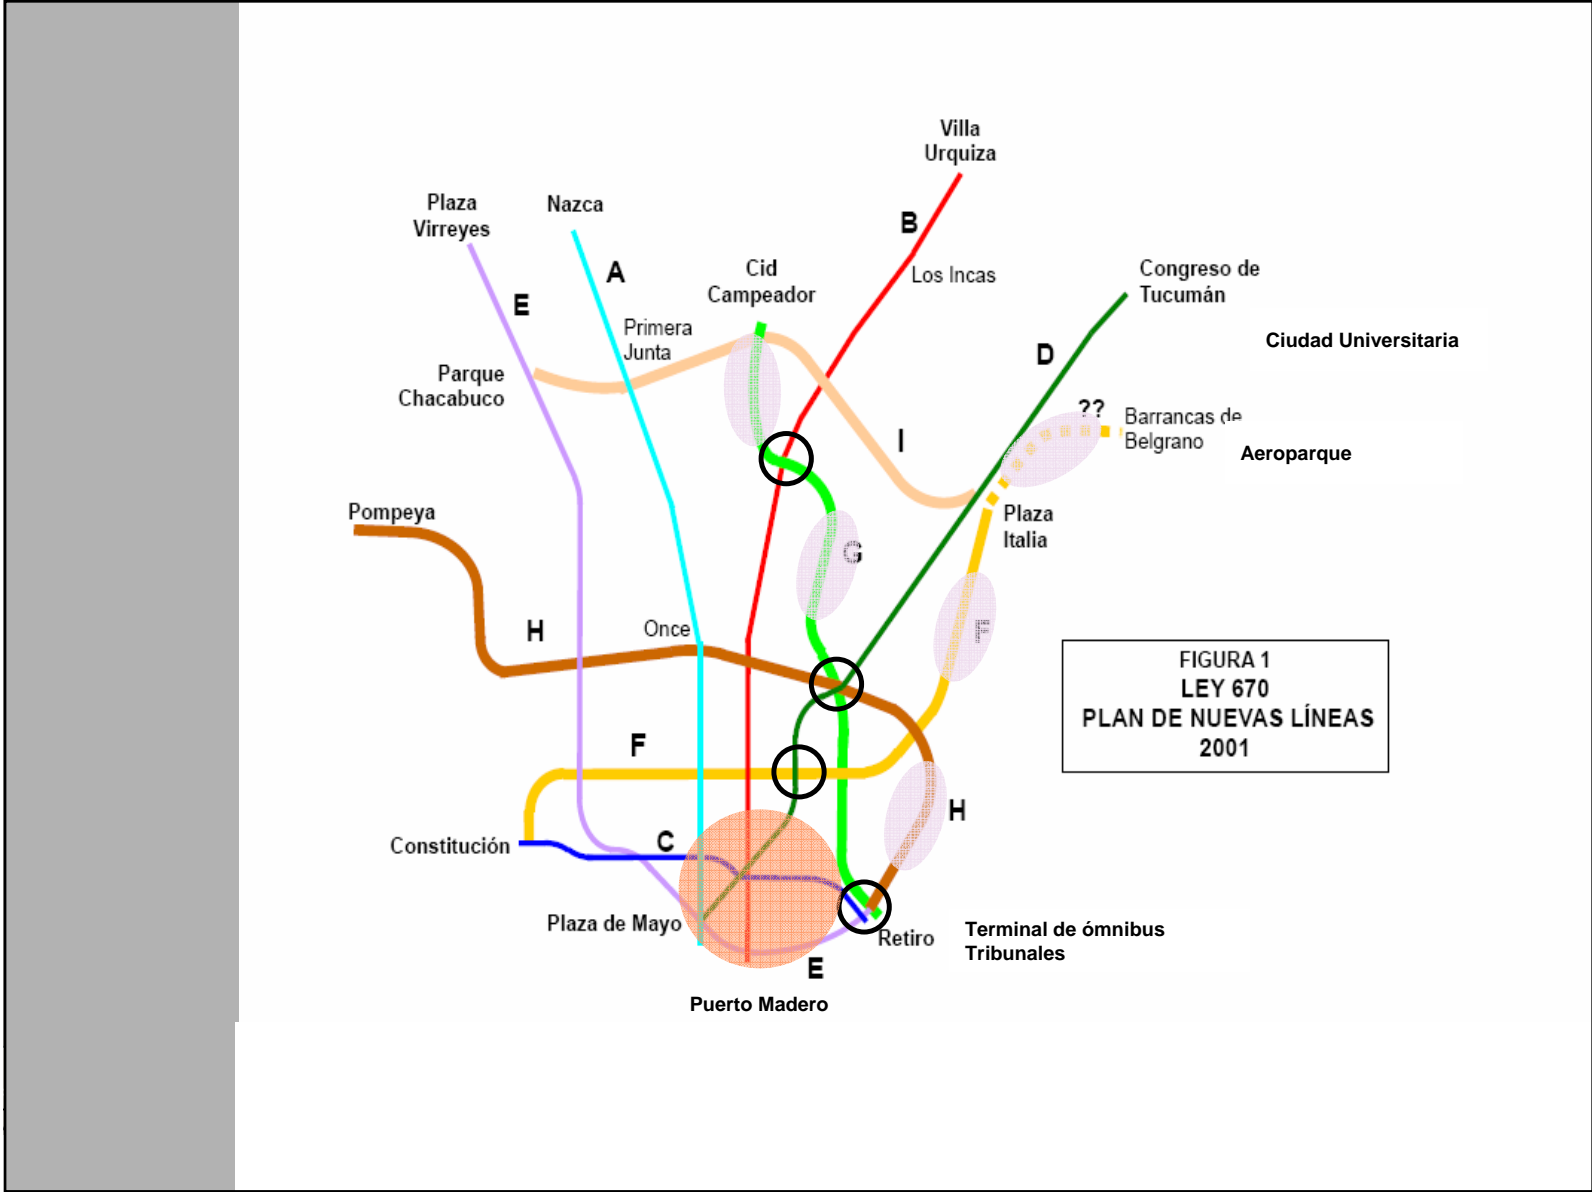 Villa
Urquiza
Plaza
Virreyes
Nazca
B
A
Cid
Campeador
Los Incas
Congreso de
Tucumán
E
Primera
Junta
Ciudad Universitaria
D
Parque
Chacabuco
??
Barrancas de
Belgrano
Aeroparque
I
Pompeya
Plaza
Italia
G
H
Once
F
FIGURA 1
LEY 670
PLAN DE NUEVAS LÍNEAS
2001
F
H
Constitución
C
Plaza de Mayo
Retiro
Terminal de ómnibus
Tribunales
E
Puerto Madero